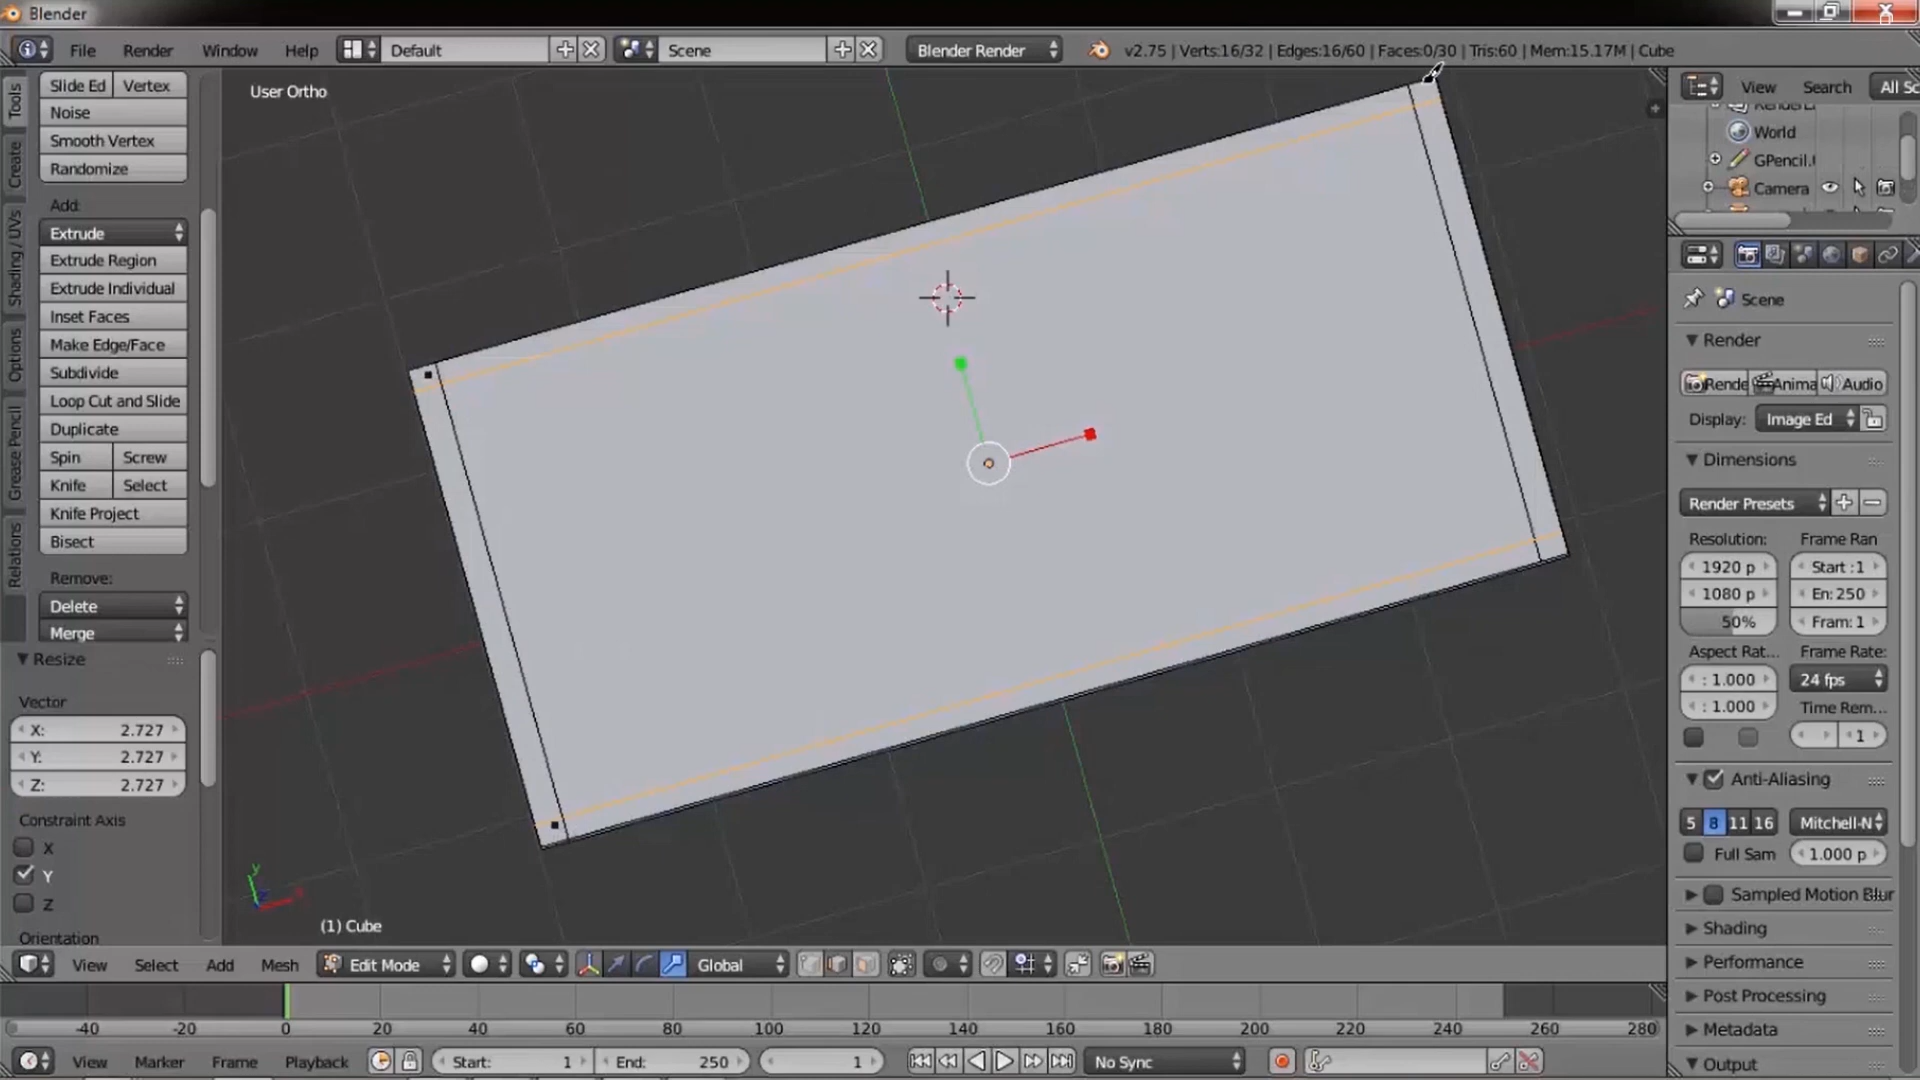 Blender
File Render Window Help Default Scene Blender Render v2.75 | Verts:16/32 | Edges:16/60 | Faces:0/30 | Tris:60 | Mem:15.17M | Cube
Tools
Create
Shading / UVs
Options
Grease Pencil
Relations
Slide Ed Vertex
Noise
Smooth Vertex
Randomize
Add:
Extrude
Extrude Region
Extrude Individual
Inset Faces
Make Edge/Face
Subdivide
Loop Cut and Slide
Duplicate
Spin Screw
Knife Select
Knife Project
Bisect
Remove:
Delete
Merge
Resize
Vector
X: 2.727
Y: 2.727
Z: 2.727
Constraint Axis
X
Y
Z
Orientation
User Ortho
y
(1) Cube
View Select Add Mesh Edit Mode Global
-40 -20 0 20 40 60 80 100 120 140 160 180 200 220 240 260 280
View Marker Frame Playback Start: 1 End: 250 1 No Sync
View Search All Sc
World
GPencil.
Camera
Scene
Render
Rende Anima Audio
Display: Image Ed
Dimensions
Render Presets
Resolution: Frame Ran
1920 p Start :1
1080 p En: 250
50% Fram: 1
Aspect Rat... Frame Rate:
: 1.000 24 fps
: 1.000 Time Rem...
1
Anti-Aliasing
5 8 11 16 Mitchell-N
Full Sam 1.000 p
Sampled Motion Blur
Shading
Performance
Post Processing
Metadata
Output